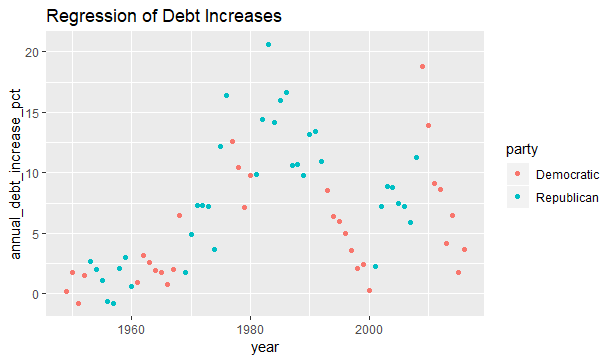 Regression of Debt Increases
annual_debt_increase_pct
20
15
10
5
0
1960
1980
2000
year
party
Democratic
Republican